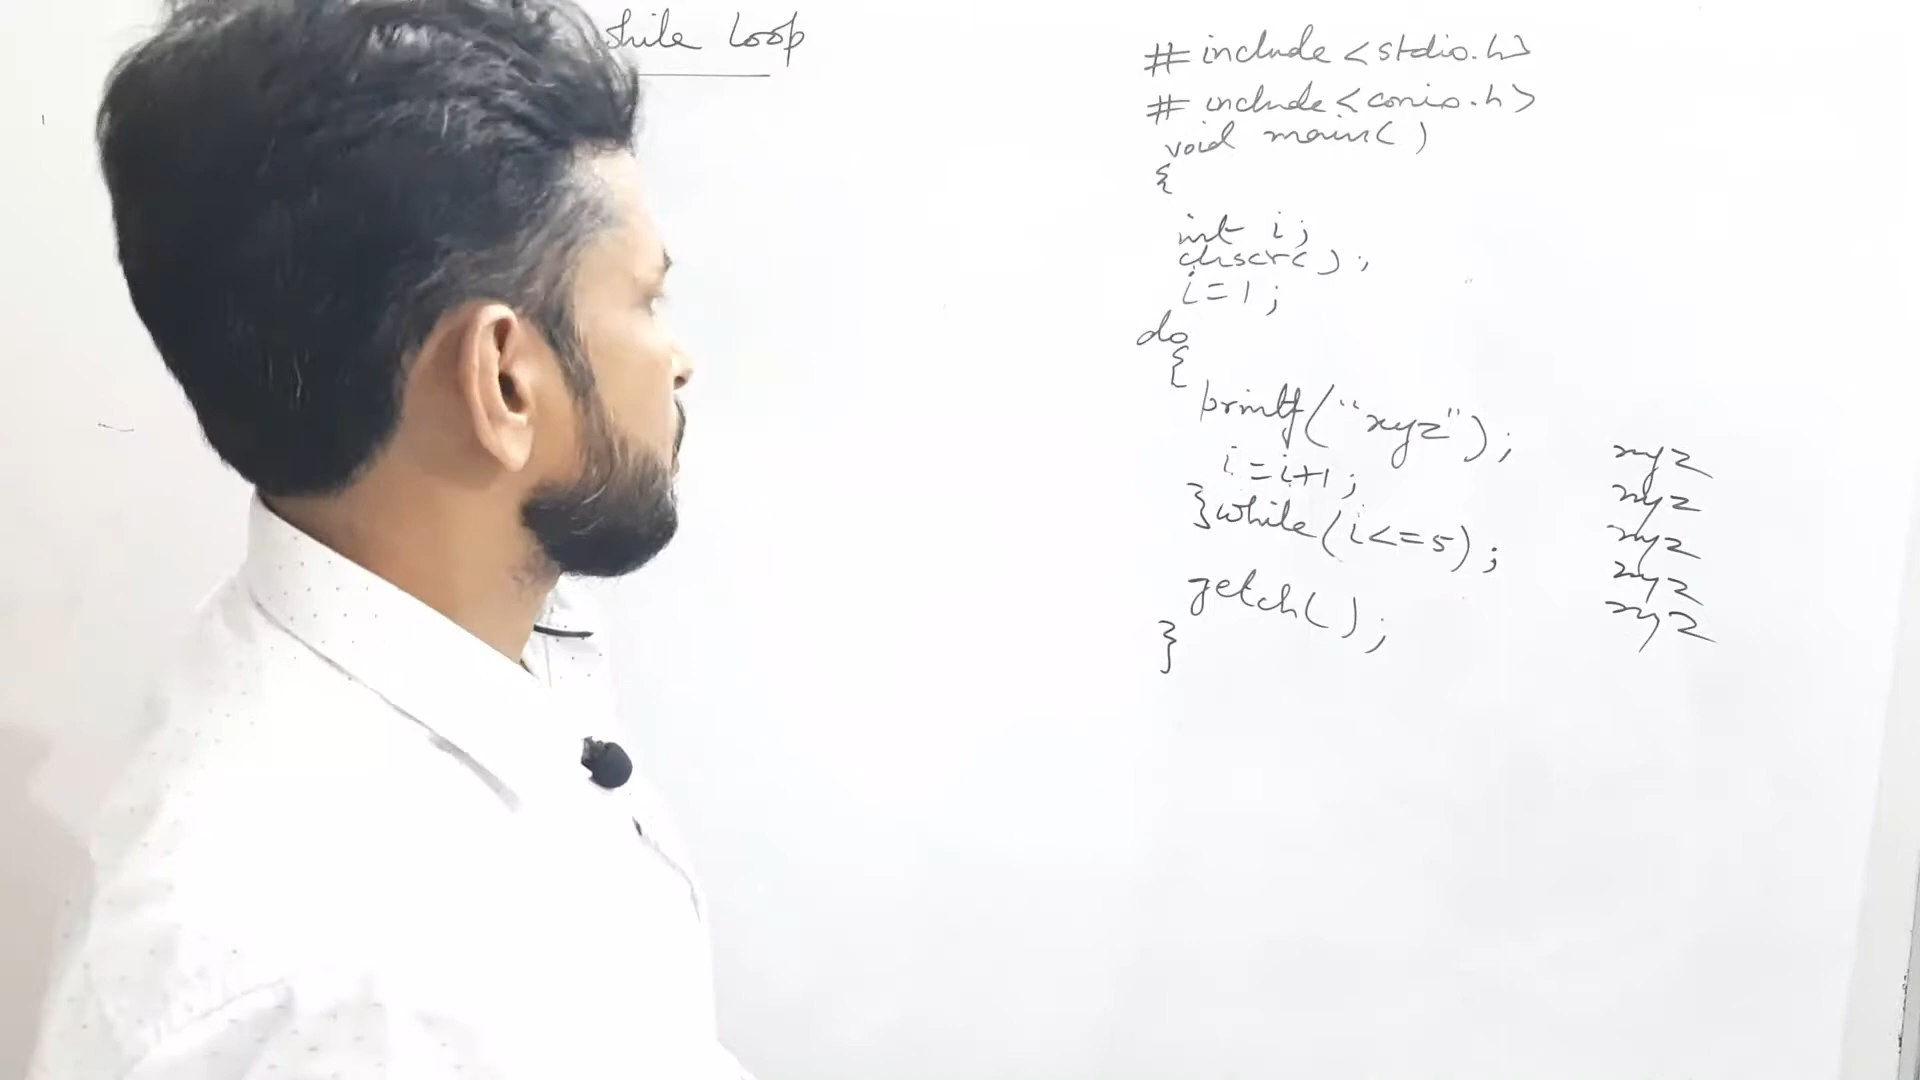 while Loop
# include <stdio.h>
# include <conio.h>
void main( )
{
int i ;
clrscr( ) ;
i = 1 ;
do
{
printf("xyz");
i = i+1 ;
}while(i<=5) ;
getch( ) ;
}
xyz
xyz
xyz
xyz
xyz